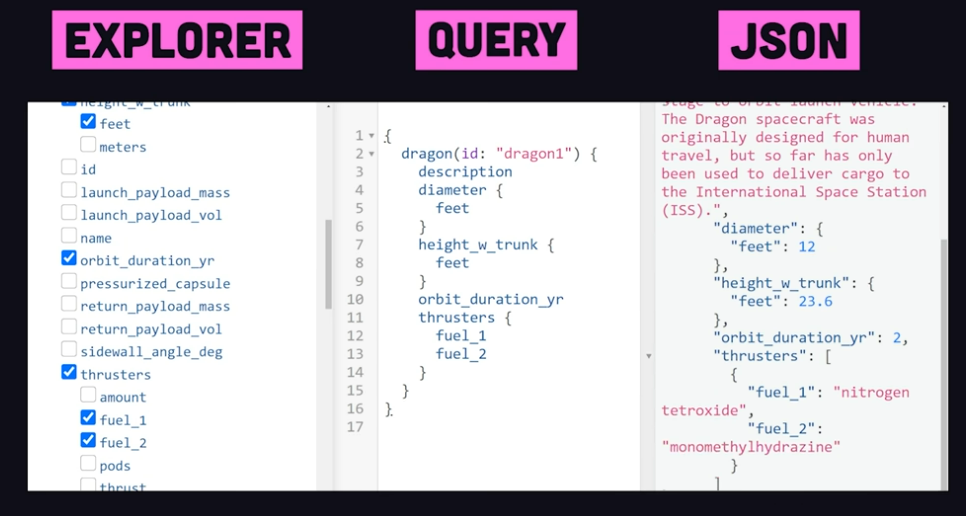 EXPLORER
QUERY
JSON
height_w_trunk
feet
meters
id
launch_payload_mass
launch_payload_vol
name
orbit_duration_yr
pressurized_capsule
return_payload_mass
return_payload_vol
sidewall_angle_deg
thrusters
amount
fuel_1
fuel_2
pods
thrust
1 {
2 dragon(id: "dragon1") {
3 description
4 diameter {
5 feet
6 }
7 height_w_trunk {
8 feet
9 }
10 orbit_duration_yr
11 thrusters {
12 fuel_1
13 fuel_2
14 }
15 }
16 }
17
stage to orbit launch vehicle.
The Dragon spacecraft was
originally designed for human
travel, but so far has only
been used to deliver cargo to
the International Space Station
(ISS).",
"diameter": {
"feet": 12
},
"height_w_trunk": {
"feet": 23.6
},
"orbit_duration_yr": 2,
"thrusters": [
{
"fuel_1": "nitrogen
tetroxide",
"fuel_2":
"monomethylhydrazine"
}
]